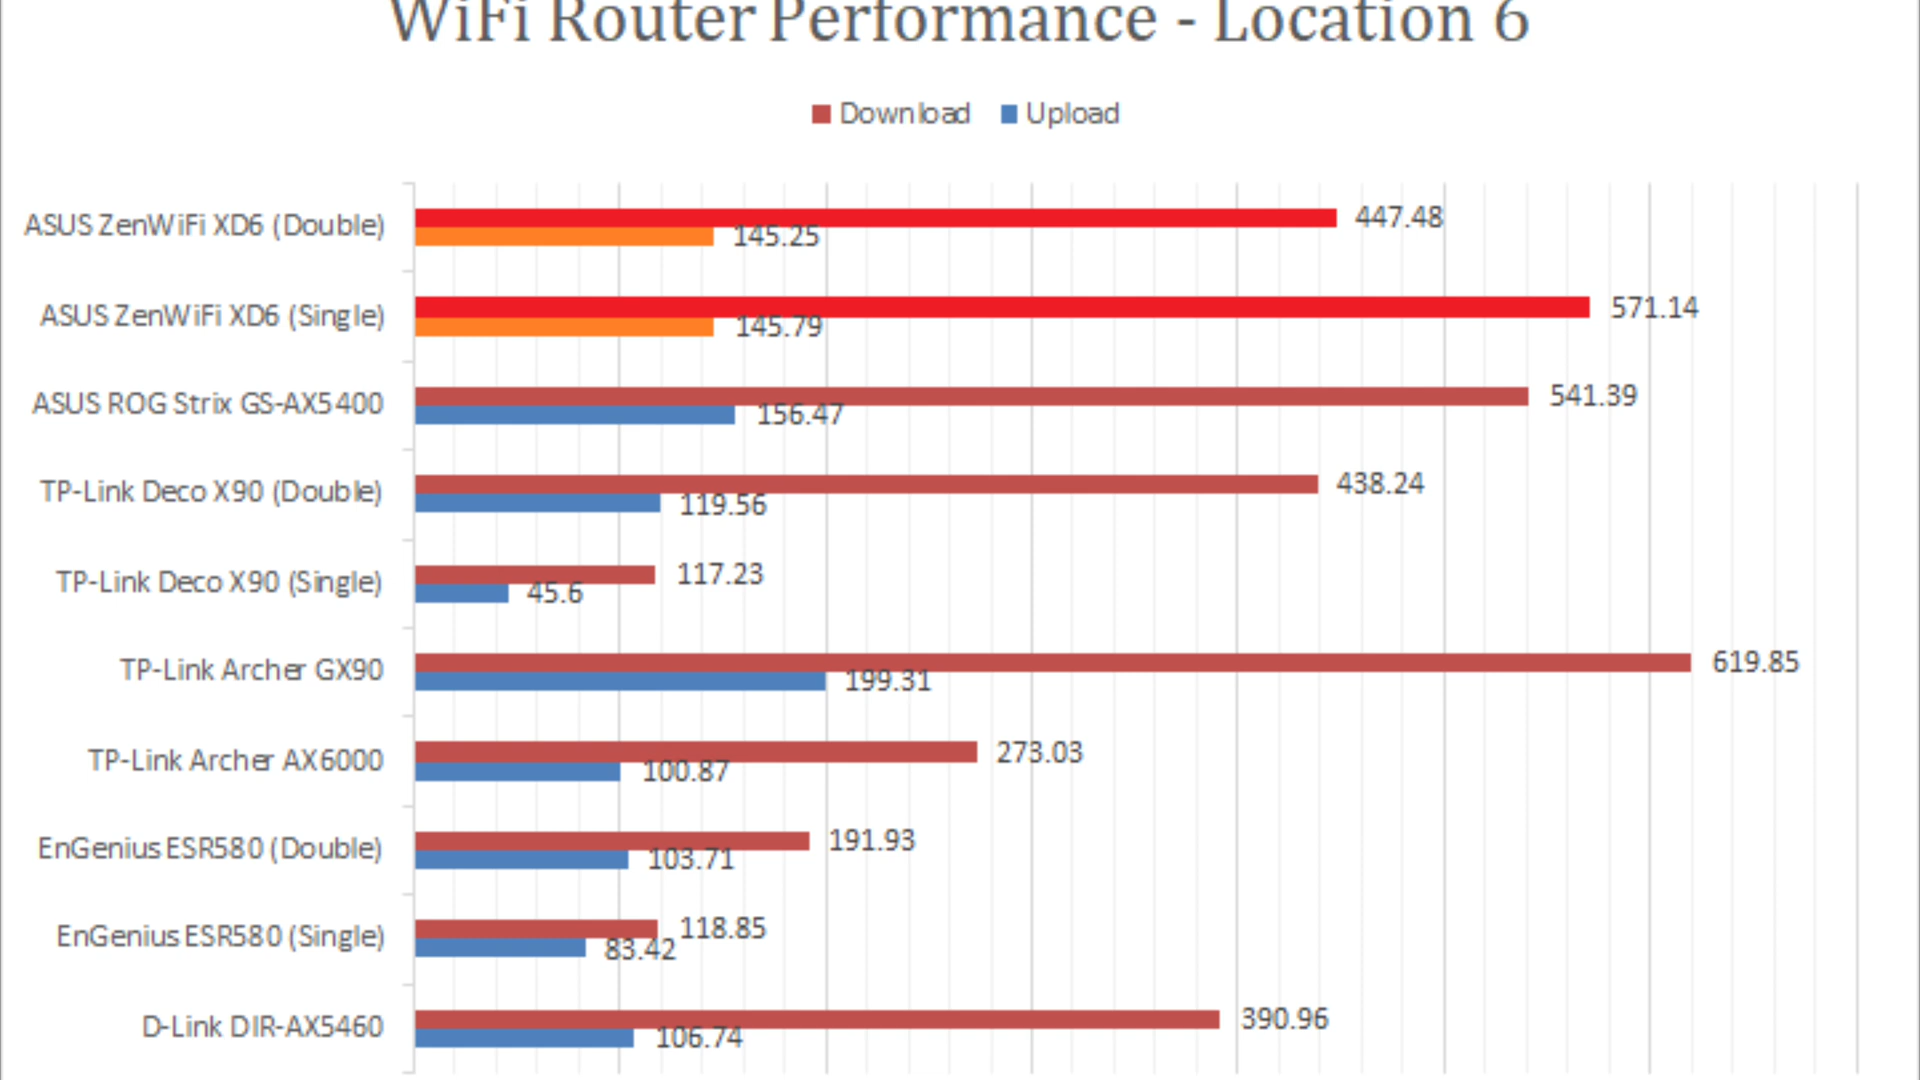 WiFi Router Performance - Location 6
Download Upload
ASUS ZenWiFi XD6 (Double) 447.48
145.25
ASUS ZenWiFi XD6 (Single) 571.14
145.79
ASUS ROG Strix GS-AX5400 541.39
156.47
TP-Link Deco X90 (Double) 438.24
119.56
TP-Link Deco X90 (Single) 117.23
45.6
TP-Link Archer GX90 619.85
199.31
TP-Link Archer AX6000 273.03
100.87
EnGenius ESR580 (Double) 191.93
103.71
EnGenius ESR580 (Single) 118.85
83.42
D-Link DIR-AX5460 390.96
106.74